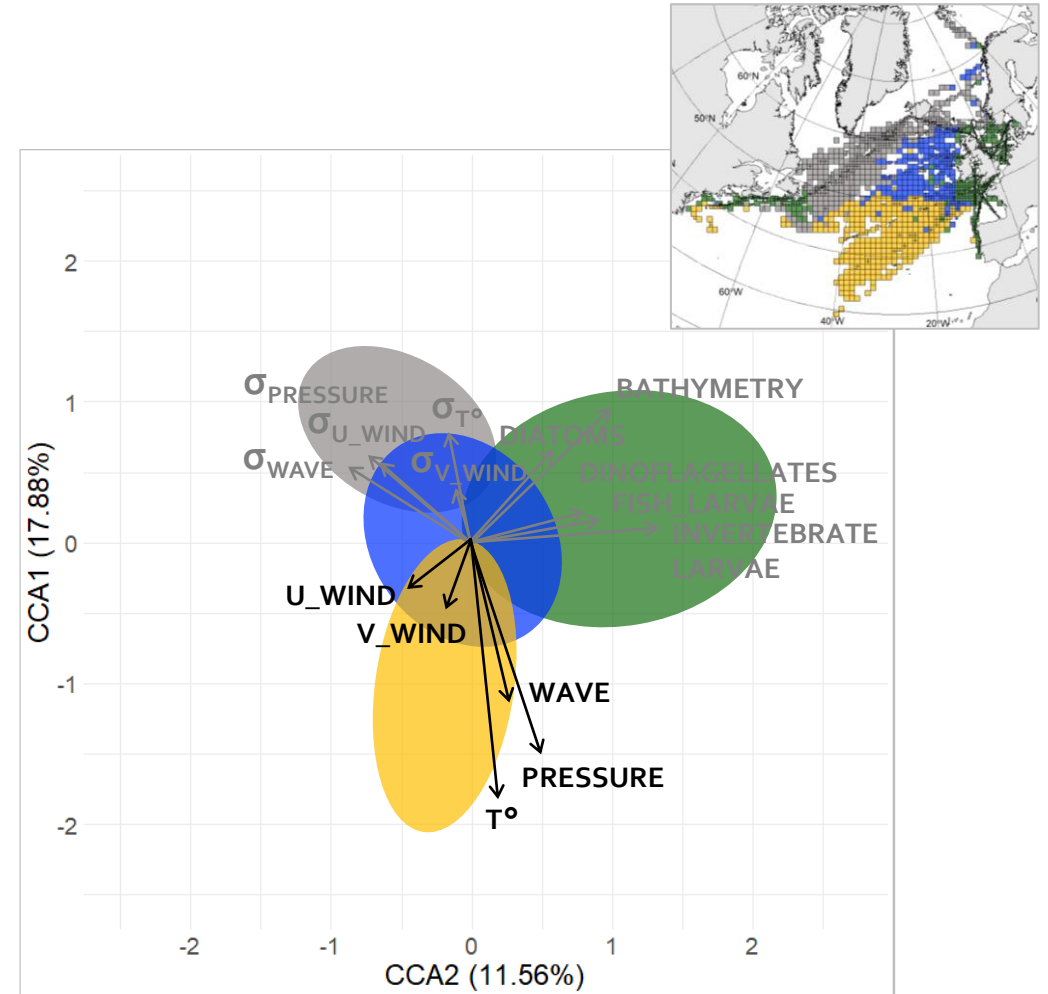 60°N
50°N
60°W
40°W
20°W
2
1
0
-1
-2
CCA1 (17.88%)
σPRESSURE
σU_WIND
σT°
σWAVE
σV_WIND
BATHYMETRY
DIATOMS
DINOFLAGELLATES
FISH_LARVAE
INVERTEBRATE
LARVAE
U_WIND
V_WIND
WAVE
PRESSURE
T°
-2 -1 0 1 2
CCA2 (11.56%)